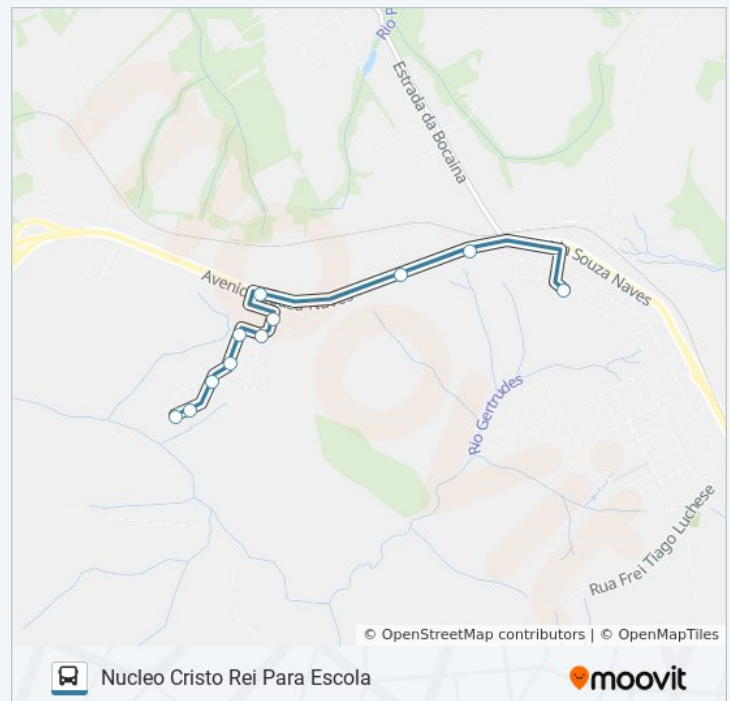 Rio P
Estrada da Bocaina
Souza Naves
Avenid
Naves
Rio Gertrudes
Rua Frei Tiago Luchese
© OpenStreetMap contributors | © OpenMapTiles
Nucleo Cristo Rei Para Escola
moovit